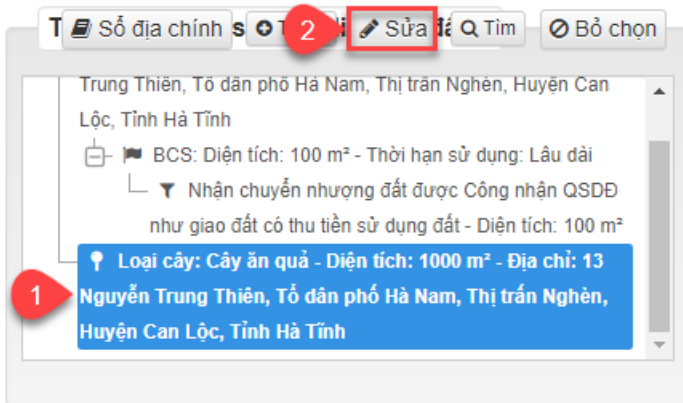 T Sổ địa chính s T 2 i Sửa đấ Tìm Bỏ chọn
Trung Thiên, Tổ dân phố Hà Nam, Thị trấn Nghèn, Huyện Can
Lộc, Tỉnh Hà Tĩnh
BCS: Diện tích: 100 m² - Thời hạn sử dụng: Lâu dài
Nhận chuyển nhượng đất được Công nhận QSDĐ
như giao đất có thu tiền sử dụng đất - Diện tích: 100 m²
Loại cây: Cây ăn quả - Diện tích: 1000 m² - Địa chỉ: 13
1 Nguyễn Trung Thiên, Tổ dân phố Hà Nam, Thị trấn Nghèn,
Huyện Can Lộc, Tỉnh Hà Tĩnh